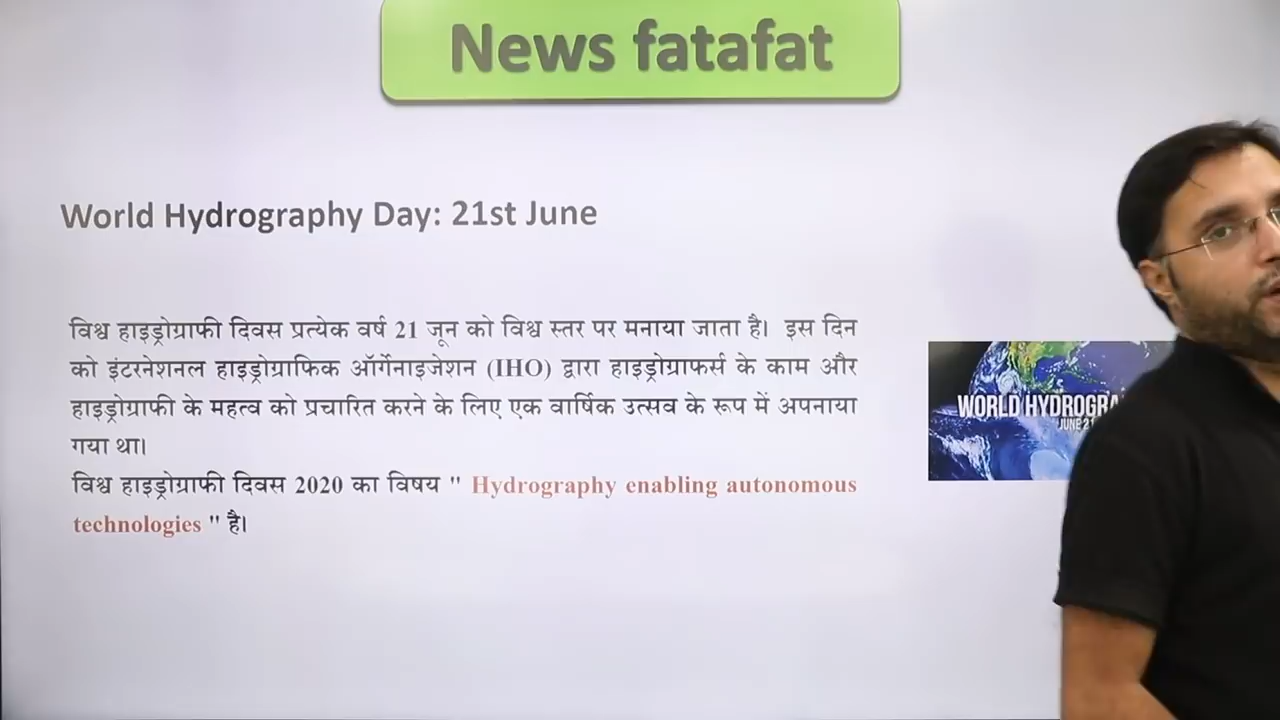 News fatafat
World Hydrography Day: 21st June
विश्व हाइड्रोग्राफी दिवस प्रत्येक वर्ष 21 जून को विश्व स्तर पर मनाया जाता है। इस दिन
को इंटरनेशनल हाइड्रोग्राफिक ऑर्गेनाइजेशन (IHO) द्वारा हाइड्रोग्राफर्स के काम और
हाइड्रोग्राफी के महत्व को प्रचारित करने के लिए एक वार्षिक उत्सव के रूप में अपनाया
गया था।
विश्व हाइड्रोग्राफी दिवस 2020 का विषय " Hydrography enabling autonomous
technologies " है।
WORLD
JUNE 21